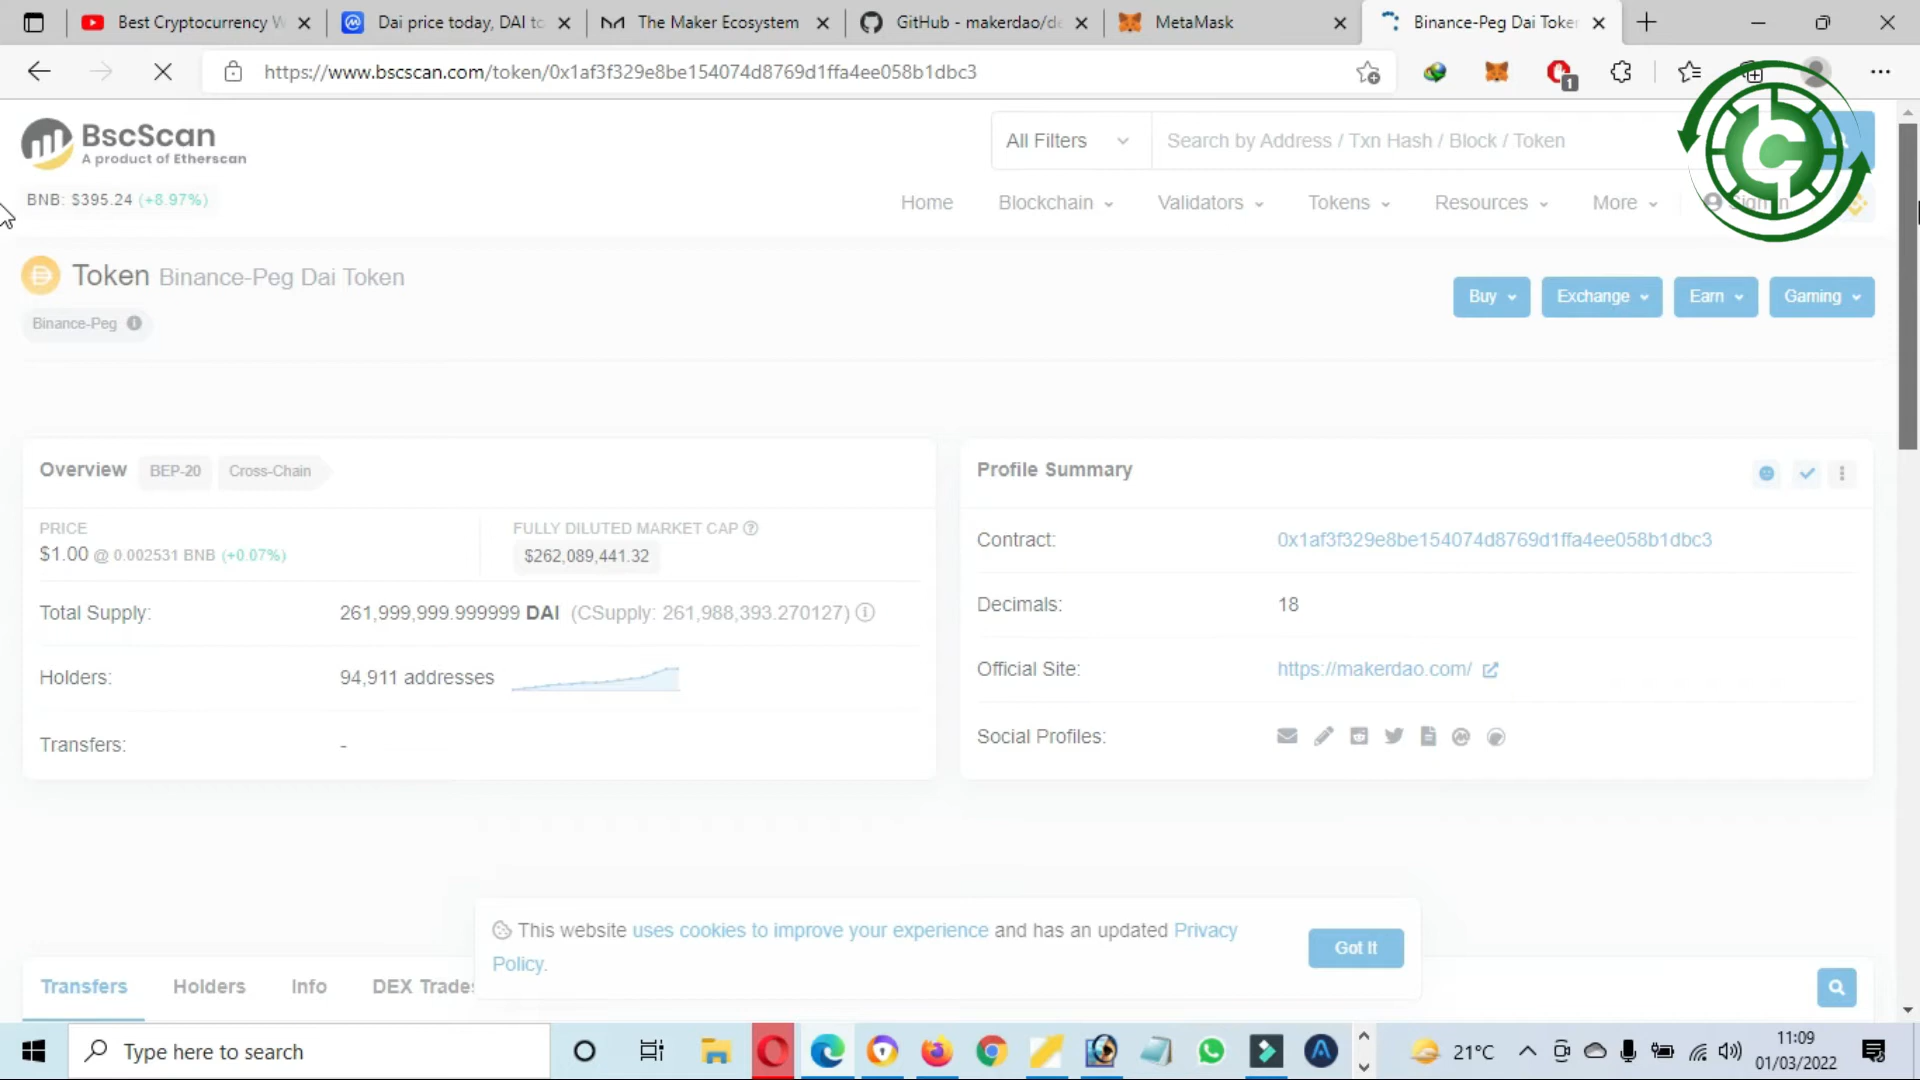 Best Cryptocurrency W
Dai price today, DAI to
The Maker Ecosystem
GitHub - makerdao/de
MetaMask
Binance-Peg Dai Toke
https://www.bscscan.com/token/0x1af3f329e8be154074d8769d1ffa4ee058b1dbc3
1
BscScan
A product of Etherscan
All Filters
Search by Address / Txn Hash / Block / Token
BNB: $395.24 (+8.97%)
Home
Blockchain
Validators
Tokens
Resources
More
Sign In
Token Binance-Peg Dai Token
Buy
Exchange
Earn
Gaming
Binance-Peg
Overview
BEP-20
Cross-Chain
PRICE
$1.00 @ 0.002531 BNB (+0.07%)
FULLY DILUTED MARKET CAP
$262,089,441.32
Total Supply:
261,999,999.999999 DAI (CSupply: 261,988,393.270127)
Holders:
94,911 addresses
Transfers:
-
Profile Summary
Contract:
0x1af3f329e8be154074d8769d1ffa4ee058b1dbc3
Decimals:
18
Official Site:
https://makerdao.com/
Social Profiles:
This website uses cookies to improve your experience and has an updated Privacy
Policy.
Got It
Transfers
Holders
Info
DEX Trades
Type here to search
21°C
11:09
01/03/2022